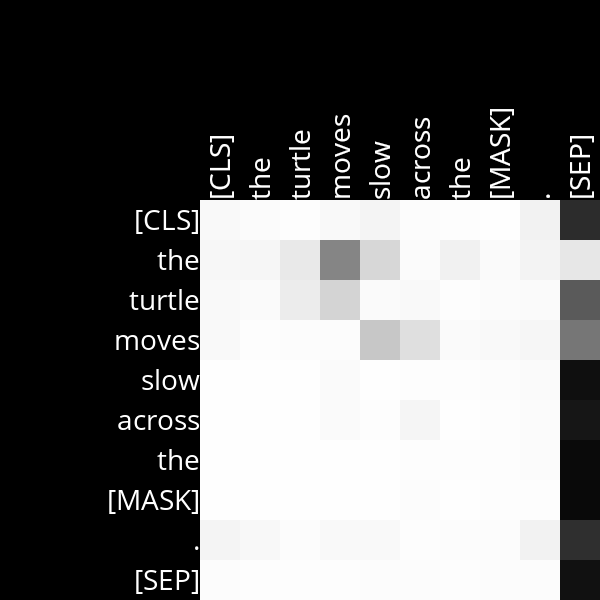 [CLS] the turtle moves slow across the [MASK] . [SEP]
[CLS]
the
turtle
moves
slow
across
the
[MASK]
.
[SEP]